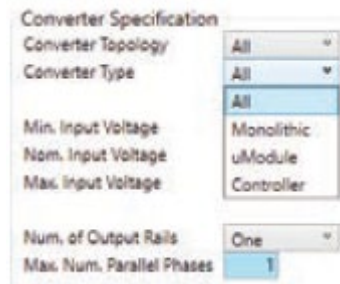 Converter Specification
Converter Topology All
Converter Type All
All
Min. Input Voltage Monolithic
Nom. Input Voltage uModule
Max. Input Voltage Controller
Num. of Output Rails One
Max. Num. Parallel Phases 1